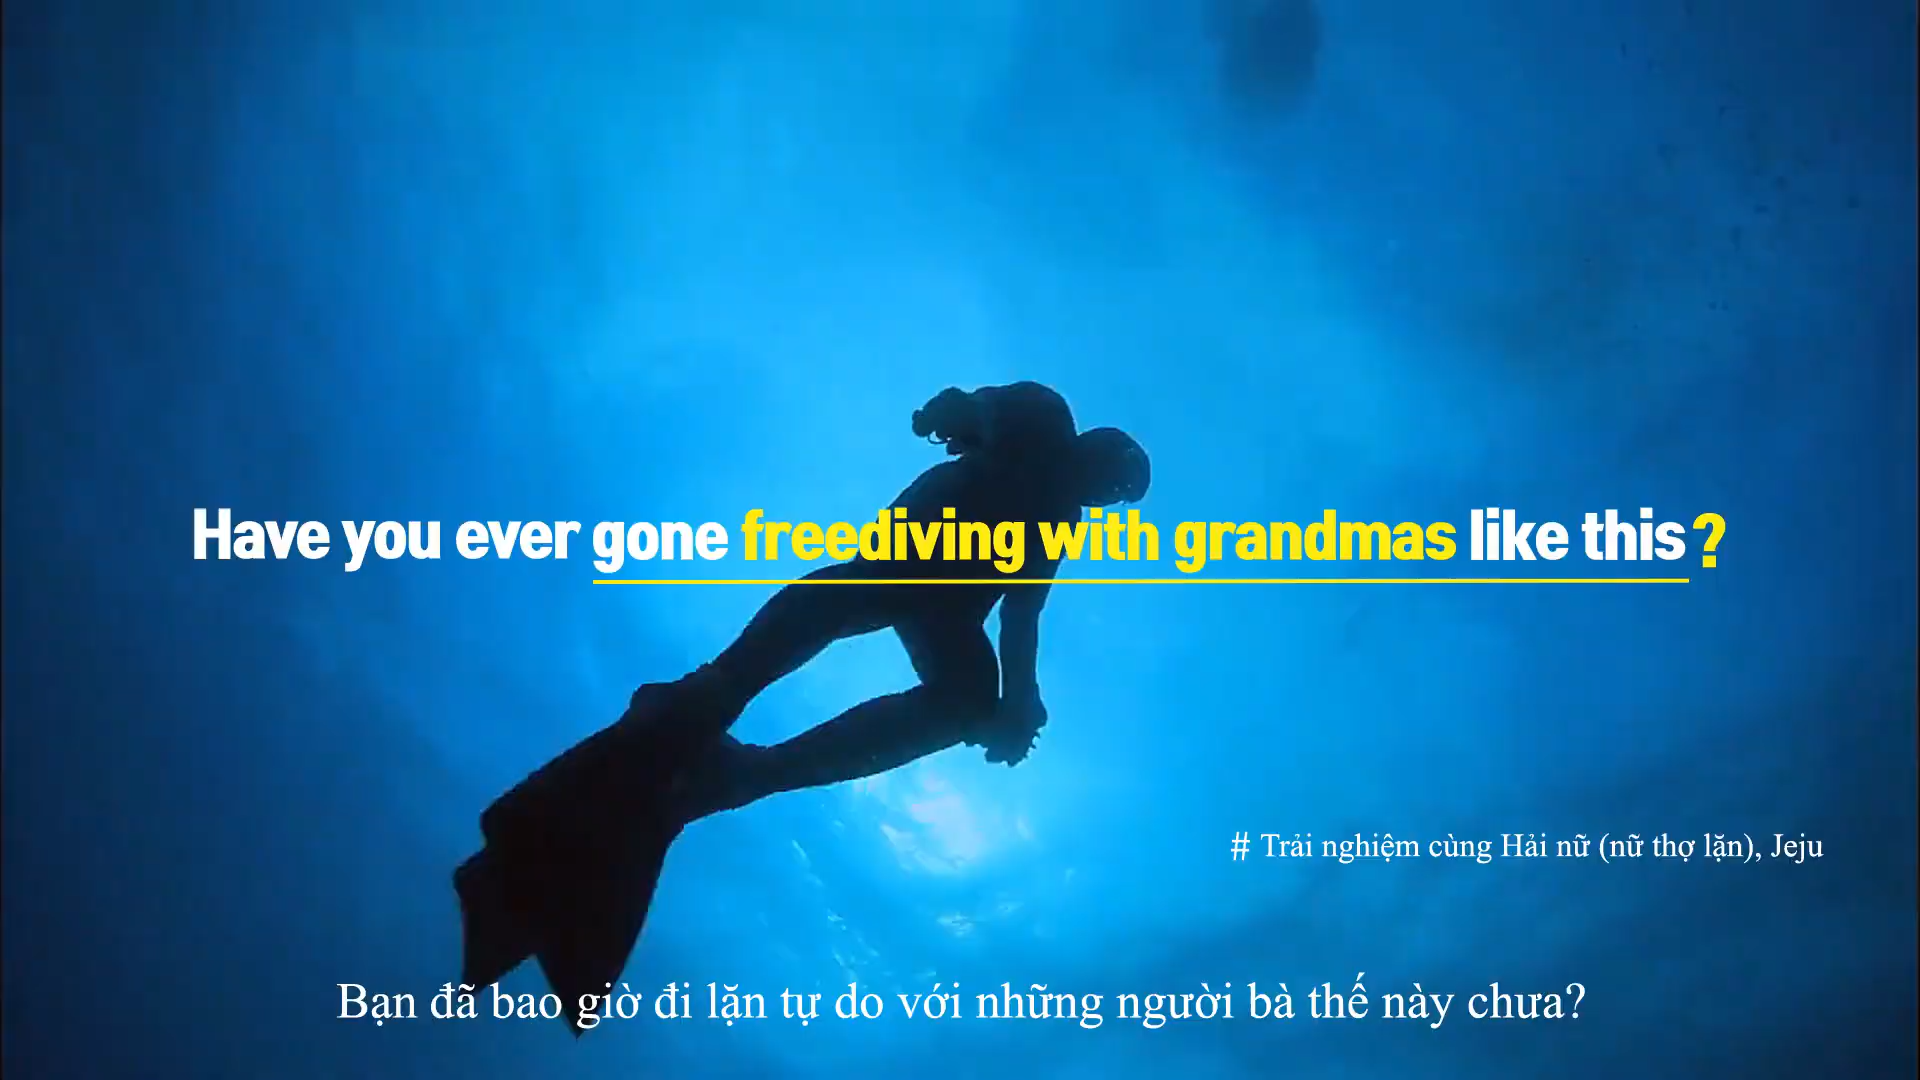 Have you ever gone freediving with grandmas like this?
# Trải nghiệm cùng Hải nữ (nữ thợ lặn), Jeju
Bạn đã bao giờ đi lặn tự do với những người bà thế này chưa?